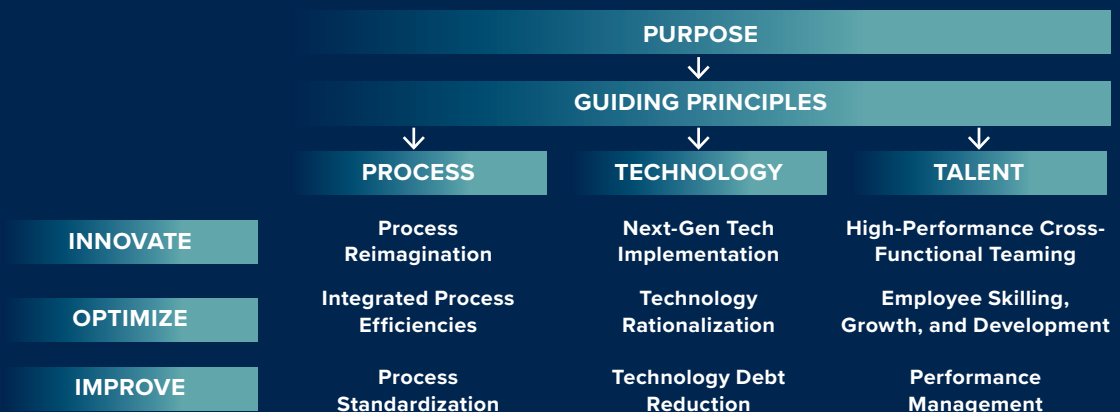 PURPOSE
GUIDING PRINCIPLES
PROCESS
TECHNOLOGY
TALENT
INNOVATE
Process
Reimagination
Next-Gen Tech
Implementation
High-Performance Cross-
Functional Teaming
OPTIMIZE
Integrated Process
Efficiencies
Technology
Rationalization
Employee Skilling,
Growth, and Development
IMPROVE
Process
Standardization
Technology Debt
Reduction
Performance
Management